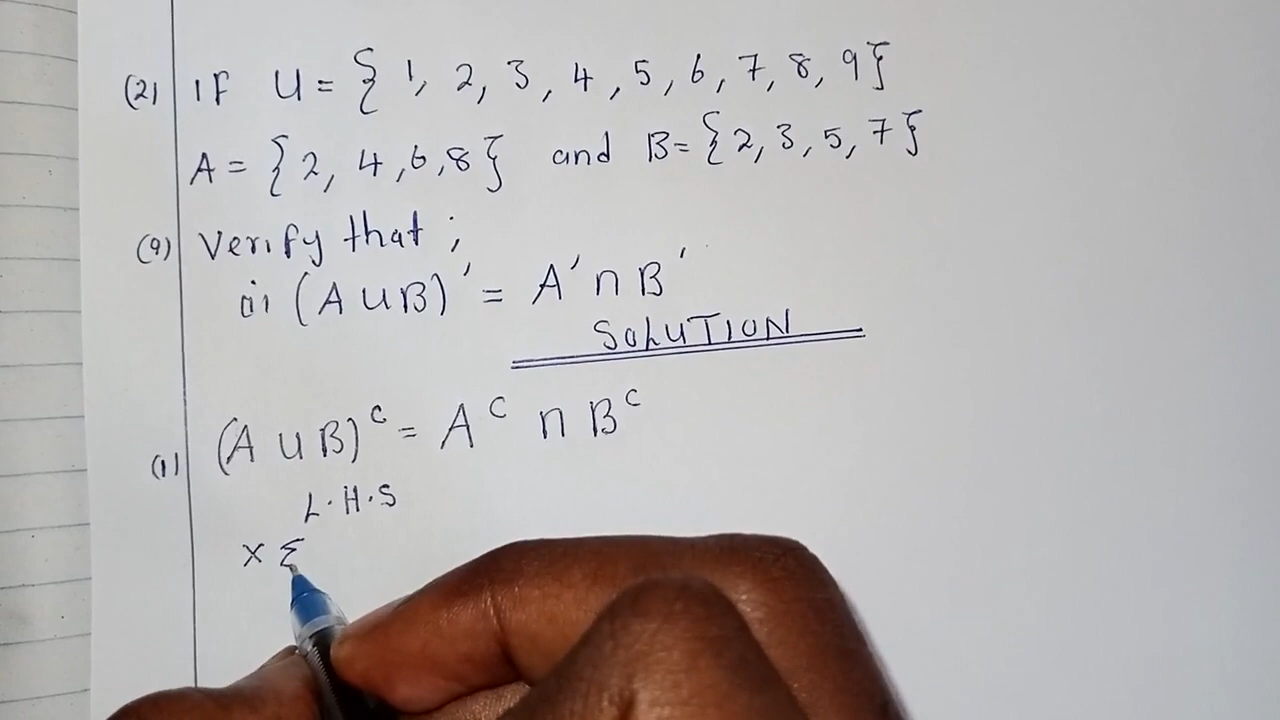 (2) IF U = { 1, 2, 3, 4, 5, 6, 7, 8, 9}
A = { 2, 4, 6, 8} and B = {2, 3, 5, 7}
(a) Verify that ;
(i) (A ∪ B)′ = A′ ∩ B′
SOLUTION
(1) (A ∪ B)ᶜ = Aᶜ ∩ Bᶜ
L.H.S
x Σ